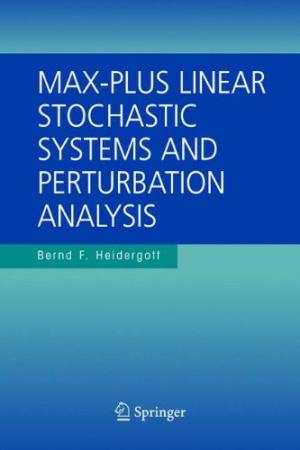 MAX-PLUS LINEAR
STOCHASTIC
SYSTEMS AND
PERTURBATION
ANALYSIS
Bernd F. Heidergott
Springer